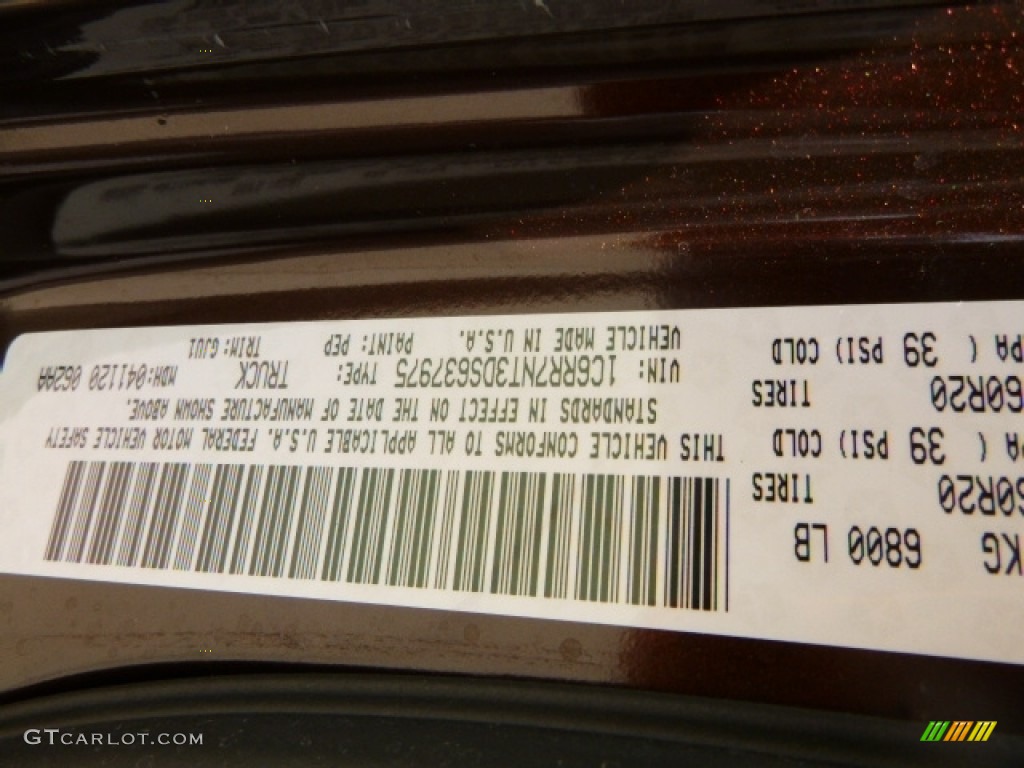 KG 6800 LB
60R20 TIRES
PA ( 39 PSI) COLD
60R20 TIRES
PA ( 39 PSI) COLD
THIS VEHICLE CONFORMS TO ALL APPLICABLE U.S.A. FEDERAL MOTOR VEHICLE SAFETY
STANDARDS IN EFFECT ON THE DATE OF MANUFACTURE SHOWN ABOVE.
VIN: 1C6RR7NT3DS637975 TYPE: TRUCK MDH:041120 062AA
VEHICLE MADE IN U.S.A. PAINT: PEP TRIM: GJU1
GTCARLOT.COM